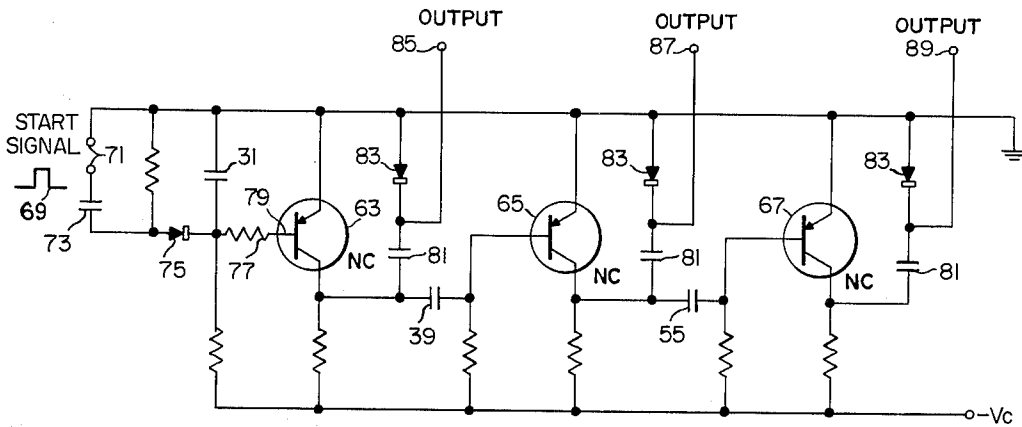 OUTPUT
85
OUTPUT
87
OUTPUT
89
START
SIGNAL
71
69
73
75
31
77
79
63
NC
83
81
39
65
NC
83
81
55
67
NC
83
81
-Vc